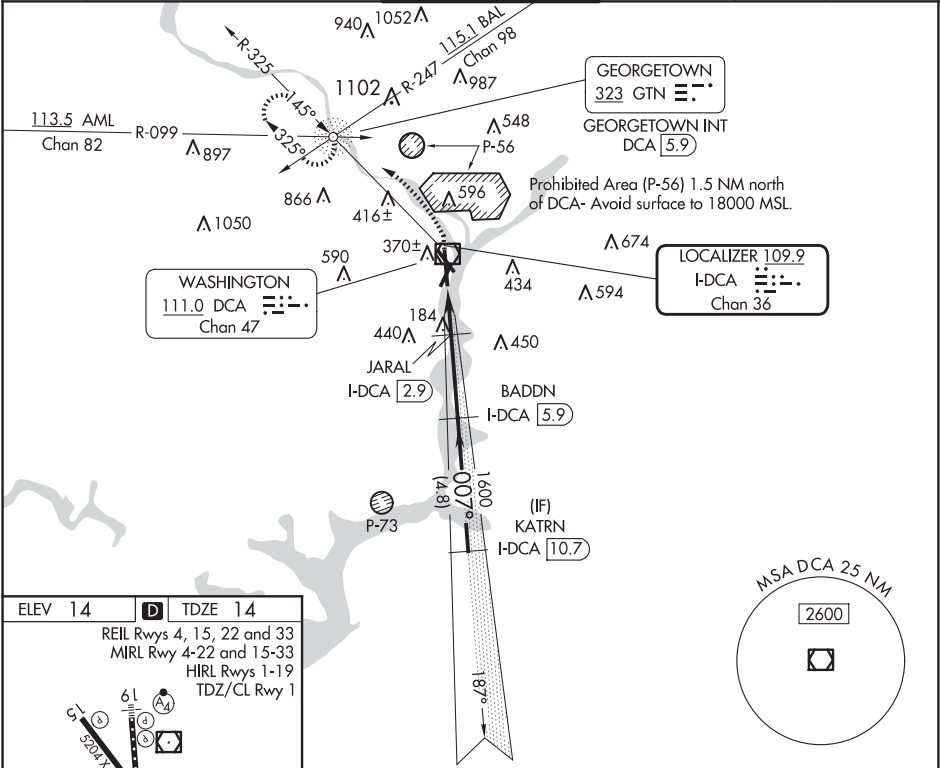 940
1052
R-325
115.1 BAL
R-247
Chan 98
1102
987
GEORGETOWN
323 GTN
GEORGETOWN INT
DCA 5.9
145°
325°
113.5 AML
Chan 82
R-099
897
548
P-56
Prohibited Area (P-56) 1.5 NM north
of DCA- Avoid surface to 18000 MSL.
866
596
416±
1050
370±
674
590
434
594
WASHINGTON
111.0 DCA
Chan 47
LOCALIZER 109.9
I-DCA
Chan 36
184
440
450
JARAL
I-DCA 2.9
BADDN
I-DCA 5.9
007°
1600
(4.8)
P-73
(IF)
KATRN
I-DCA 10.7
187°
MSA DCA 25 NM
2600
ELEV 14 D TDZE 14
REIL Rwys 4, 15, 22 and 33
MIRL Rwy 4-22 and 15-33
HIRL Rwys 1-19
TDZ/CL Rwy 1
19
A4
15
P
P
P
5204 X